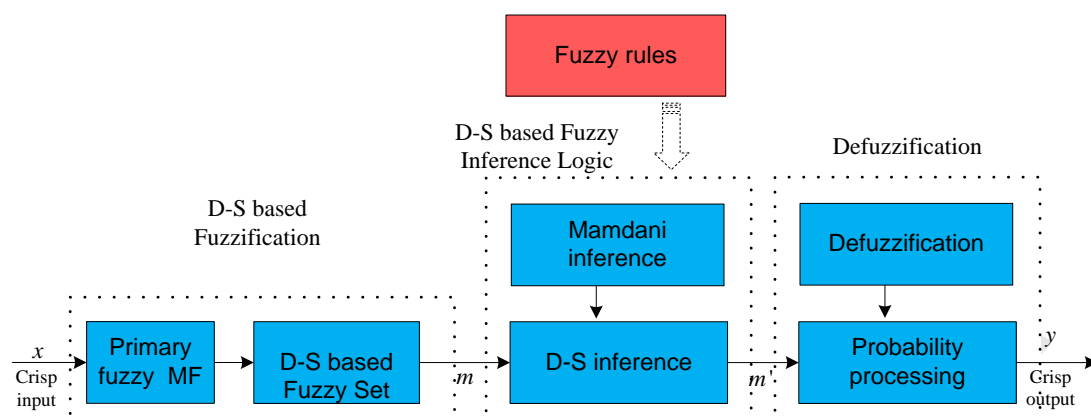 Fuzzy rules
D-S based Fuzzy
Inference Logic
Defuzzification
D-S based
Fuzzification
Mamdani
inference
Defuzzification
x
Crisp
input
Primary
fuzzy MF
D-S based
Fuzzy Set
m
D-S inference
m'
Probability
processing
y
Crisp
output